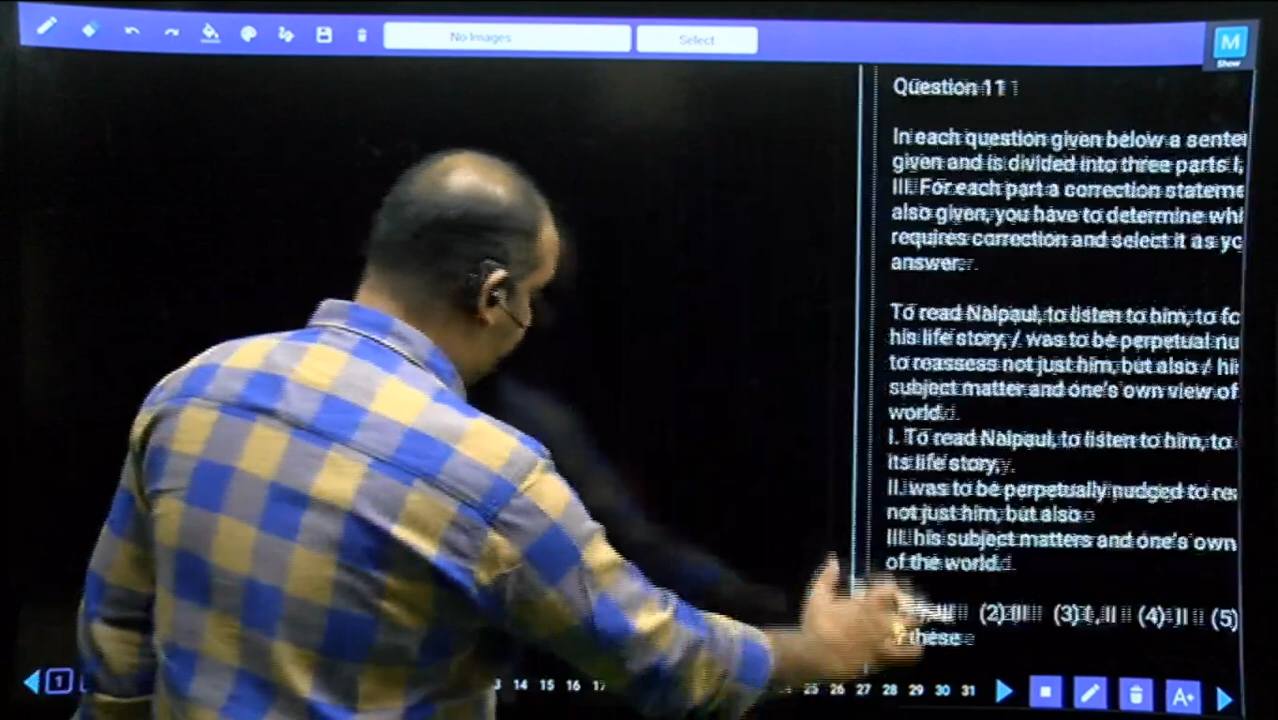 No Images
Select
M
Show
Question 11
In each question given below a senter
given and is divided into three parts I,
III. For each part a correction stateme
also given, you have to determine whi
requires correction and select it as yo
answer.
To read Naipaul, to listen to him, to fo
his life story, / was to be perpetual nu
to reassess not just him, but also / hi
subject matter and one's own view of
world.
I. To read Naipaul, to listen to him, to
its life story,
II. was to be perpetually nudged to re
not just him, but also
III. his subject matters and one's own
of the world.
(2) III (3) I, II (4) II (5)
these
1 14 15 16 25 26 27 28 29 30 31 A+